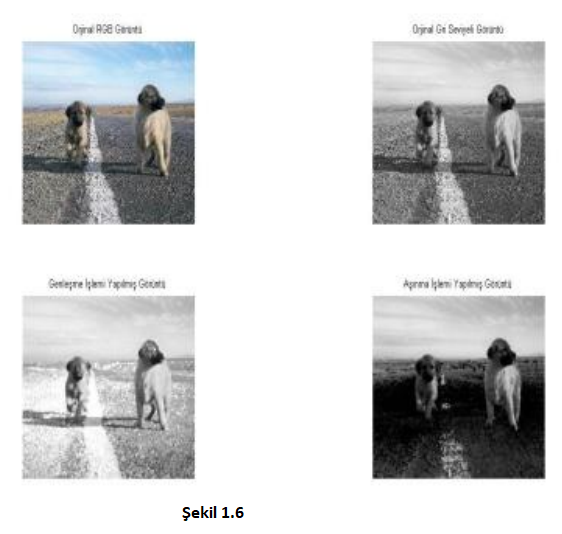 Orjinal RGB Görüntü
Orjinal Gri Seviyeli Görüntü
Genleşme İşlemi Yapılmış Görüntü
Aşınma İşlemi Yapılmış Görüntü
Şekil 1.6